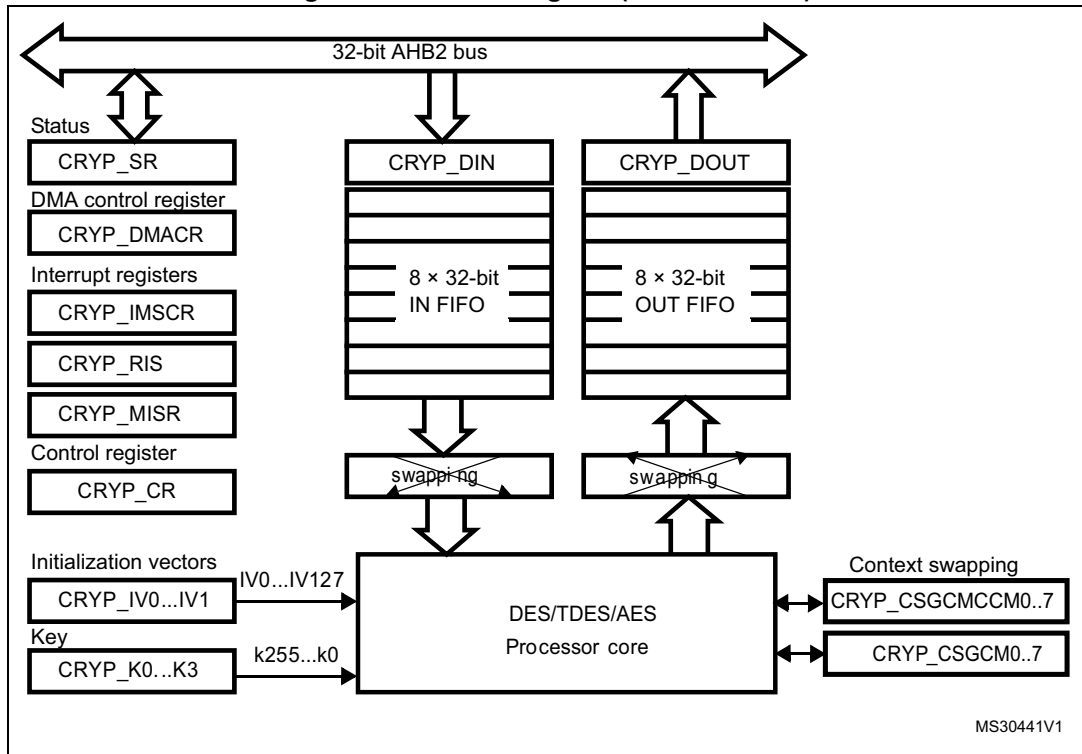 32-bit AHB2 bus
Status
CRYP_SR
DMA control register
CRYP_DMACR
Interrupt registers
CRYP_IMSCR
CRYP_RIS
CRYP_MISR
Control register
CRYP_CR
CRYP_DIN
8 × 32-bit
IN FIFO
swapping
CRYP_DOUT
8 × 32-bit
OUT FIFO
swapping
Initialization vectors
CRYP_IV0...IV1
IV0...IV127
Key
CRYP_K0...K3
k255...k0
DES/TDES/AES
Processor core
Context swapping
CRYP_CSGCMCCM0..7
CRYP_CSGCM0..7
MS30441V1